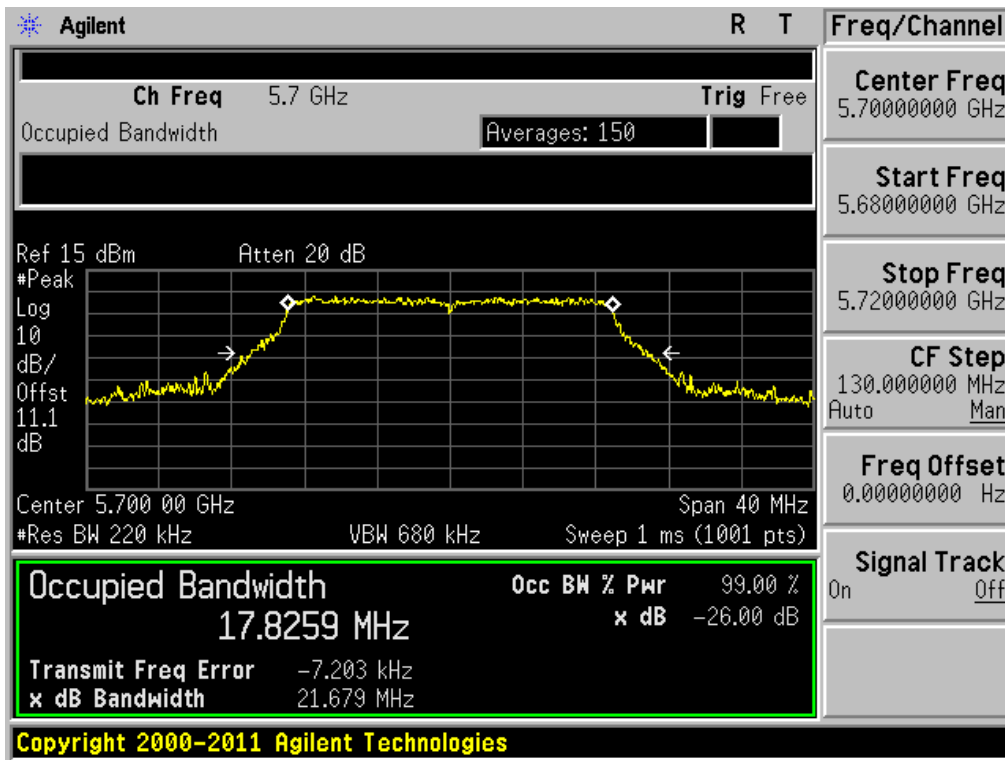 Agilent R T
Ch Freq 5.7 GHz Trig Free
Occupied Bandwidth Averages: 150
Ref 15 dBm Atten 20 dB
#Peak
Log
10
dB/
Offst
11.1
dB
Center 5.700 00 GHz Span 40 MHz
#Res BW 220 kHz VBW 680 kHz Sweep 1 ms (1001 pts)
Occupied Bandwidth Occ BW % Pwr 99.00 %
17.8259 MHz x dB -26.00 dB
Transmit Freq Error -7.203 kHz
x dB Bandwidth 21.679 MHz
Copyright 2000-2011 Agilent Technologies
Freq/Channel
Center Freq
5.70000000 GHz
Start Freq
5.68000000 GHz
Stop Freq
5.72000000 GHz
CF Step
130.000000 MHz
Auto Man
Freq Offset
0.00000000 Hz
Signal Track
On Off